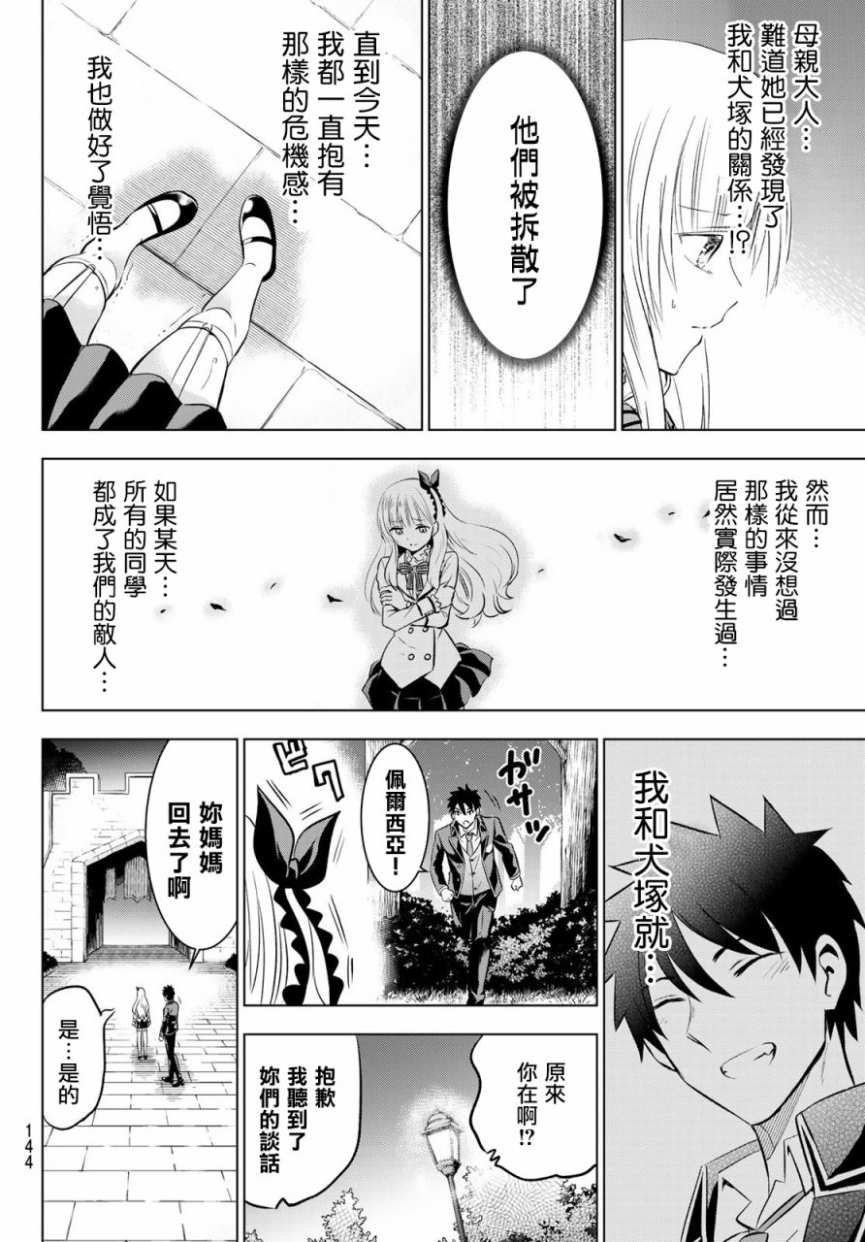 母親大人…
難道她已經發現了
我和犬塚的關係…!?
他們被拆散了
直到今天…
我都一直抱有
那樣的危機感…
我也做好了覺悟…
然而…
我從來沒想過
那樣的事情
居然實際發生過…
如果某天…
所有的同學
都成了我們的敵人…
我和犬塚就…
ガサッ
佩爾西亞!
ビクッ
原來
你在啊!?
抱歉
我聽到了
妳們的談話
妳媽媽
回去了啊
是…是的
144